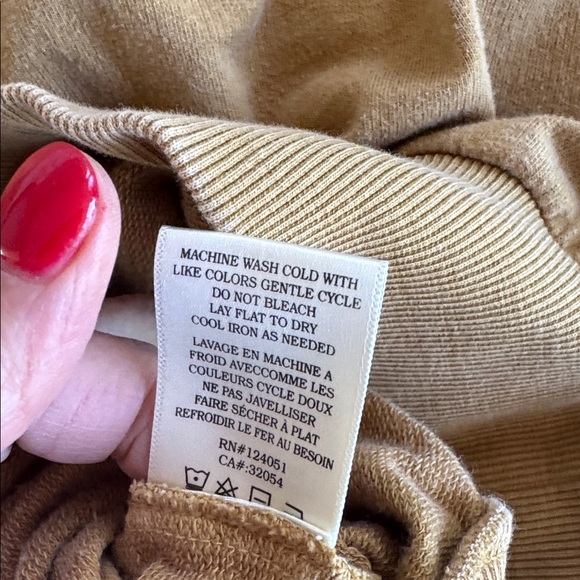 MACHINE WASH COLD WITH
LIKE COLORS GENTLE CYCLE
DO NOT BLEACH
LAY FLAT TO DRY
COOL IRON AS NEEDED
LAVAGE EN MACHINE A
FROID AVECCOMME LES
COULEURS CYCLE DOUX
NE PAS JAVELLISER
FAIRE SÉCHER À PLAT
REFROIDIR LE FER AU BESOIN
RN#124051
CA#:32054